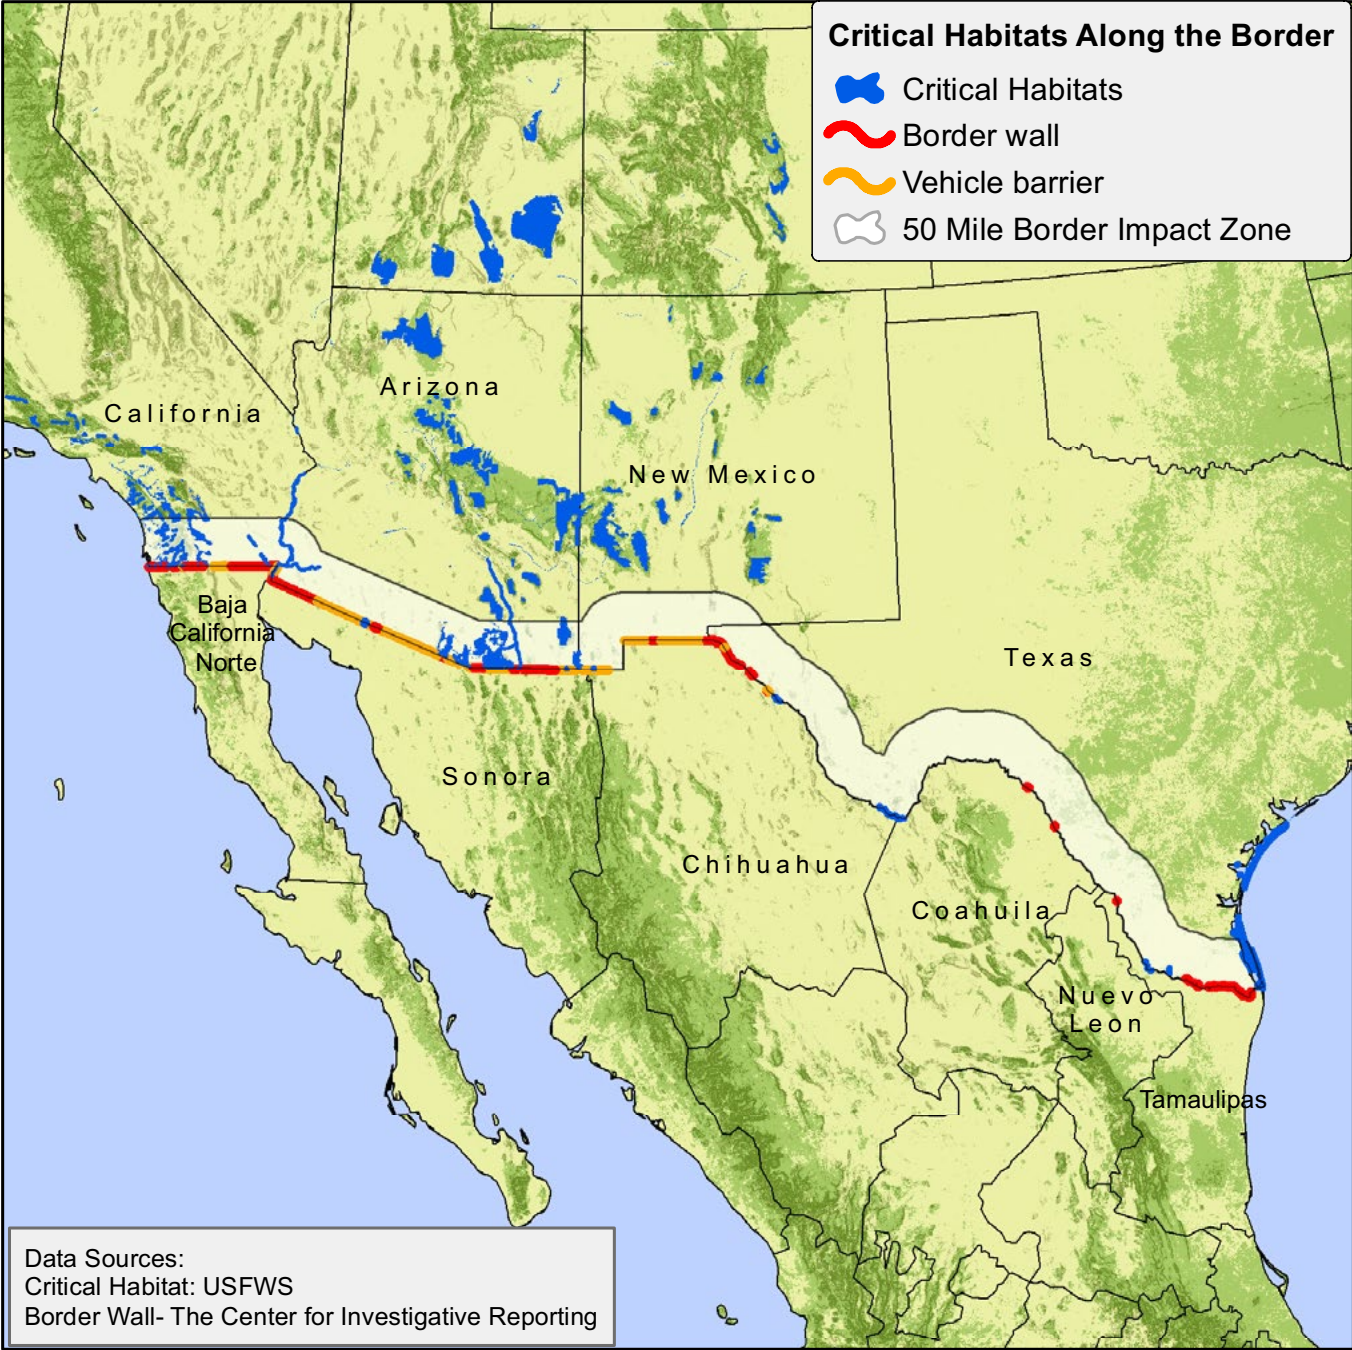 Critical Habitats Along the Border
Critical Habitats
Border wall
Vehicle barrier
50 Mile Border Impact Zone
Arizona
California
New Mexico
Baja
California
Norte
Texas
Sonora
Chihuahua
Coahuila
Nuevo
Leon
Tamaulipas
Data Sources:
Critical Habitat: USFWS
Border Wall- The Center for Investigative Reporting